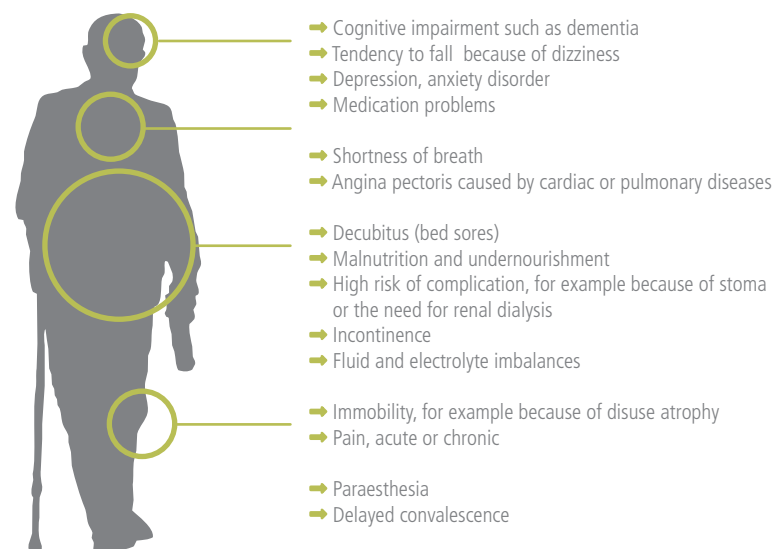 ➡ Cognitive impairment such as dementia
➡ Tendency to fall because of dizziness
➡ Depression, anxiety disorder
➡ Medication problems
➡ Shortness of breath
➡ Angina pectoris caused by cardiac or pulmonary diseases
➡ Decubitus (bed sores)
➡ Malnutrition and undernourishment
➡ High risk of complication, for example because of stoma
or the need for renal dialysis
➡ Incontinence
➡ Fluid and electrolyte imbalances
➡ Immobility, for example because of disuse atrophy
➡ Pain, acute or chronic
➡ Paraesthesia
➡ Delayed convalescence